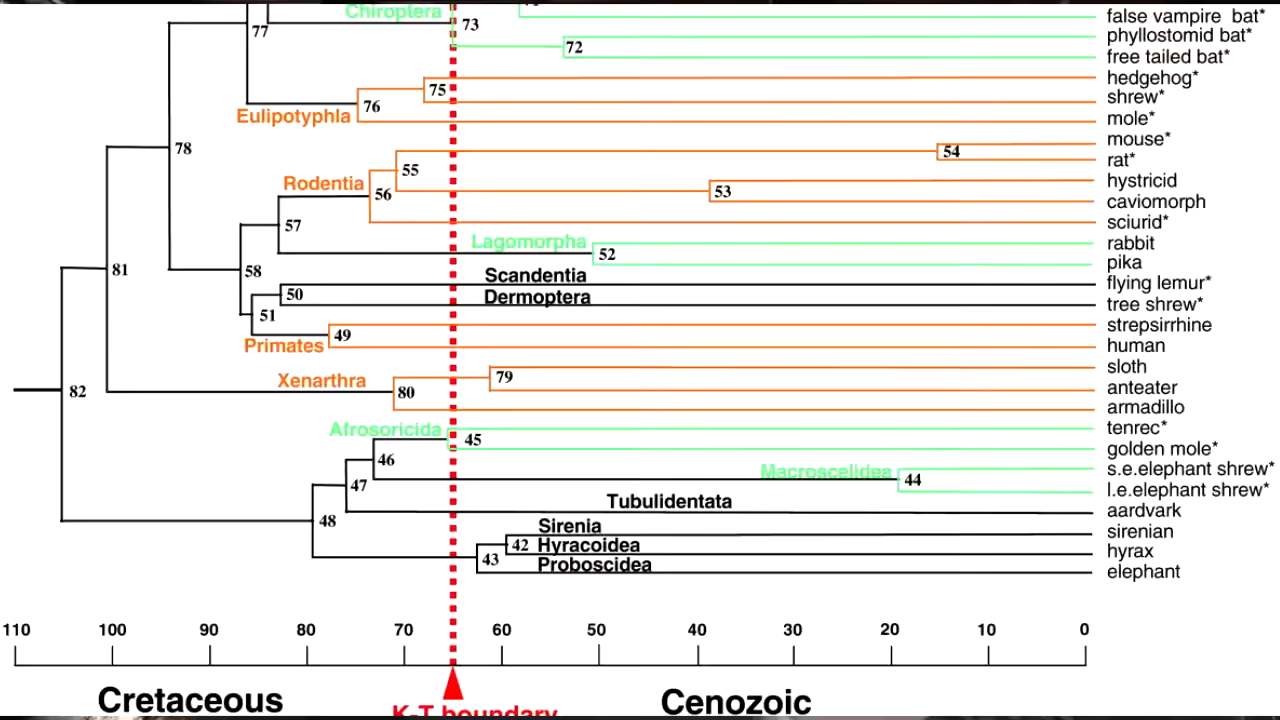 Chiroptera
77
73
false vampire bat*
phyllostomid bat*
72
free tailed bat*
hedgehog*
75
shrew*
76
Eulipotyphla
mole*
mouse*
78
54
rat*
55
Rodentia
56
hystricid
53
caviomorph
57
sciurid*
Lagomorpha
52
rabbit
pika
81
58
Scandentia
flying lemur*
50
Dermoptera
tree shrew*
51
strepsirrhine
49
Primates
human
sloth
79
Xenarthra
80
anteater
82
armadillo
Afrosoricida
tenrec*
45
golden mole*
46
s.e.elephant shrew*
Macroscelidea
44
47
l.e.elephant shrew*
Tubulidentata
aardvark
48
Sirenia
sirenian
42 Hyracoidea
hyrax
43
Proboscidea
elephant
110 100 90 80 70 60 50 40 30 20 10 0
Cretaceous
Cenozoic
K-T boundary